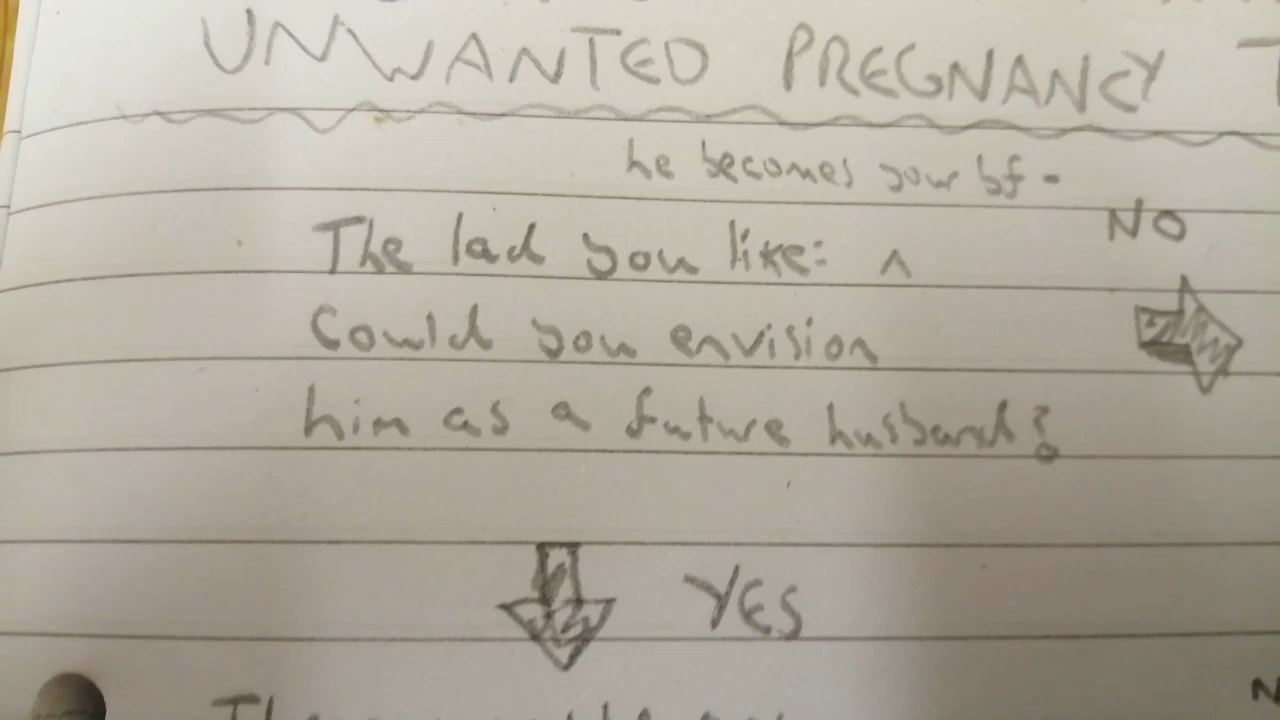 UNWANTED PREGNANCY
he becomes your bf -
NO
The lad you like: ^
Could you envision
him as a future husband?
YES